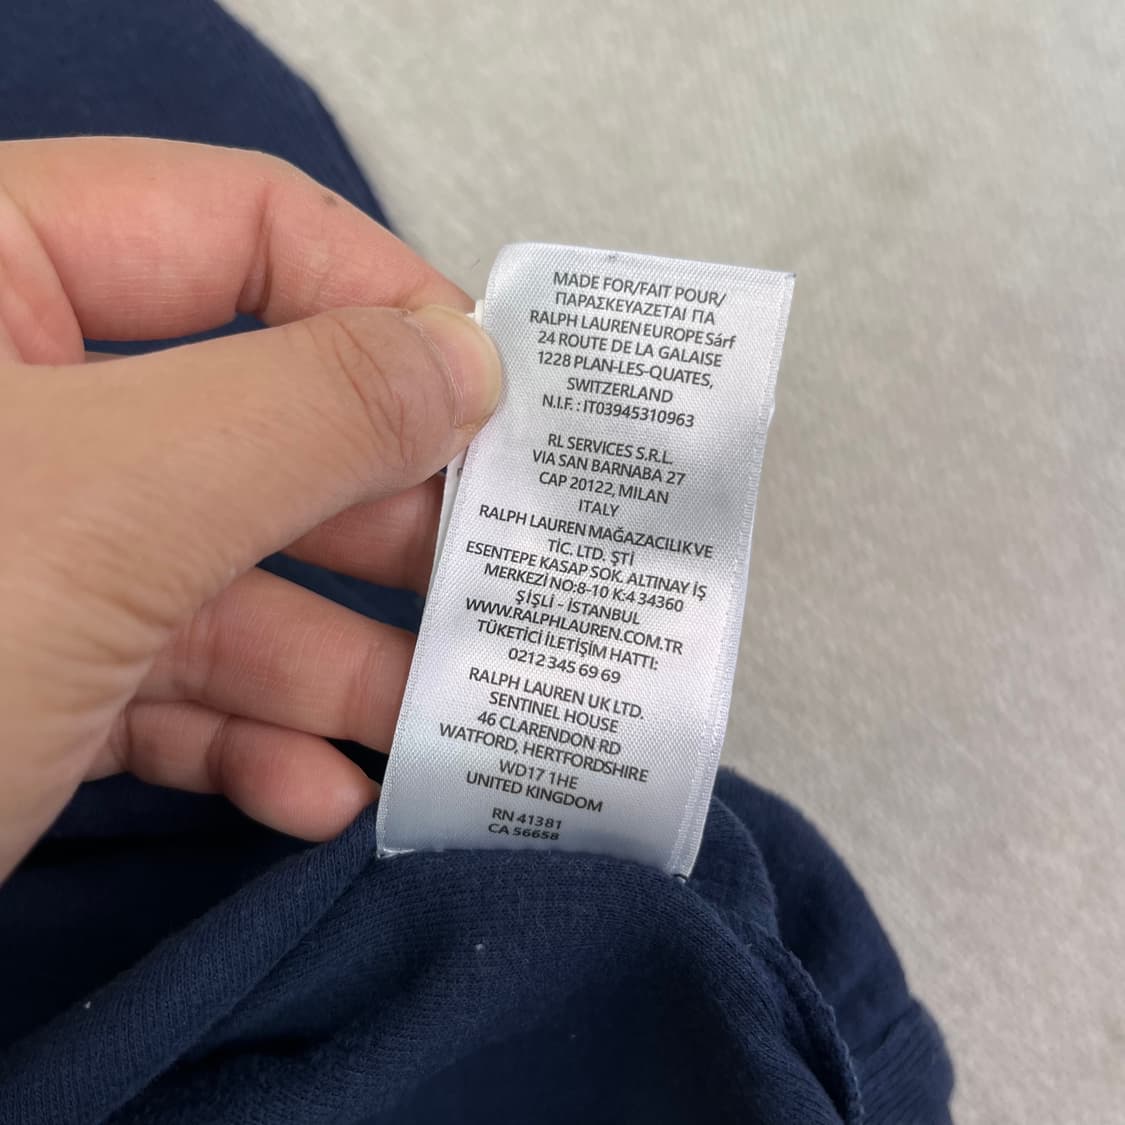 MADE FOR/FAIT POUR/
ΠΑΡΑΣΚΕΥΑΖΕΤΑΙ ΠΑ
RALPH LAUREN EUROPE Sárf
24 ROUTE DE LA GALAISE
1228 PLAN-LES-QUATES,
SWITZERLAND
N.I.F. : IT03945310963
RL SERVICES S.R.L.
VIA SAN BARNABA 27
CAP 20122, MILAN
ITALY
RALPH LAUREN MAĞAZACILIK VE
TİC. LTD. ŞTİ
ESENTEPE KASAP SOK. ALTINAY İŞ
MERKEZİ NO:8-10 K:4 34360
ŞİŞLİ - İSTANBUL
WWW.RALPHLAUREN.COM.TR
TÜKETİCİ İLETİŞİM HATTI:
0212 345 69 69
RALPH LAUREN UK LTD.
SENTINEL HOUSE
46 CLARENDON RD
WATFORD, HERTFORDSHIRE
WD17 1HE
UNITED KINGDOM
RN 41381
CA 56658